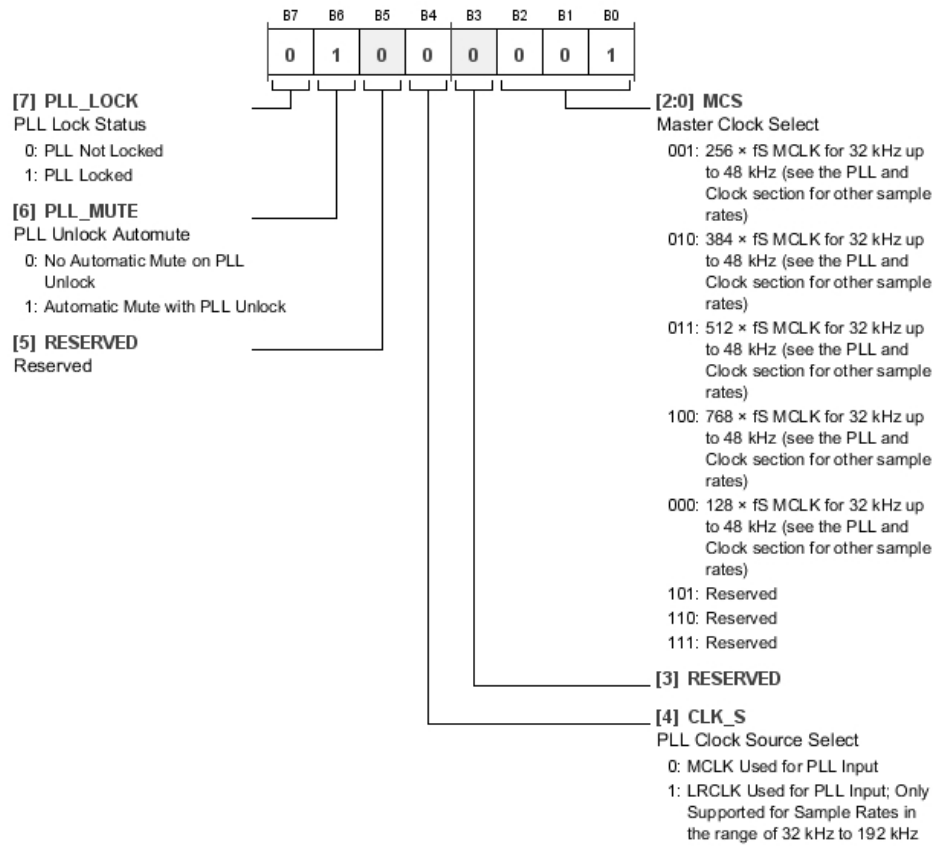 B7 B6 B5 B4 B3 B2 B1 B0
0 1 0 0 0 0 0 1
[7] PLL_LOCK
PLL Lock Status
0: PLL Not Locked
1: PLL Locked
[6] PLL_MUTE
PLL Unlock Automute
0: No Automatic Mute on PLL
Unlock
1: Automatic Mute with PLL Unlock
[5] RESERVED
Reserved
[2:0] MCS
Master Clock Select
001: 256 × fS MCLK for 32 kHz up
to 48 kHz (see the PLL and
Clock section for other sample
rates)
010: 384 × fS MCLK for 32 kHz up
to 48 kHz (see the PLL and
Clock section for other sample
rates)
011: 512 × fS MCLK for 32 kHz up
to 48 kHz (see the PLL and
Clock section for other sample
rates)
100: 768 × fS MCLK for 32 kHz up
to 48 kHz (see the PLL and
Clock section for other sample
rates)
000: 128 × fS MCLK for 32 kHz up
to 48 kHz (see the PLL and
Clock section for other sample
rates)
101: Reserved
110: Reserved
111: Reserved
[3] RESERVED
[4] CLK_S
PLL Clock Source Select
0: MCLK Used for PLL Input
1: LRCLK Used for PLL Input; Only
Supported for Sample Rates in
the range of 32 kHz to 192 kHz